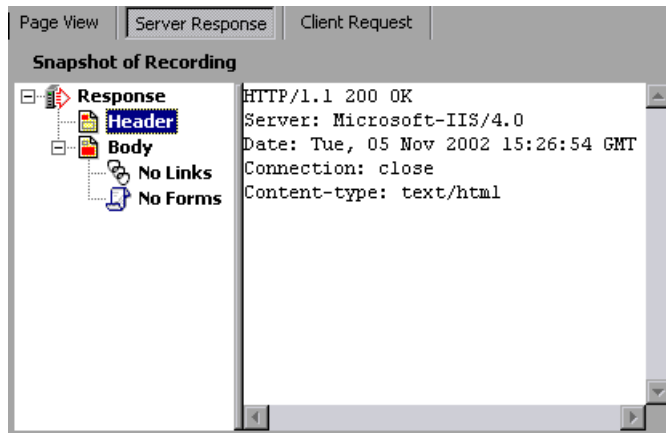 Page View Server Response Client Request
Snapshot of Recording
Response
Header
Body
No Links
No Forms
HTTP/1.1 200 OK
Server: Microsoft-IIS/4.0
Date: Tue, 05 Nov 2002 15:26:54 GMT
Connection: close
Content-type: text/html